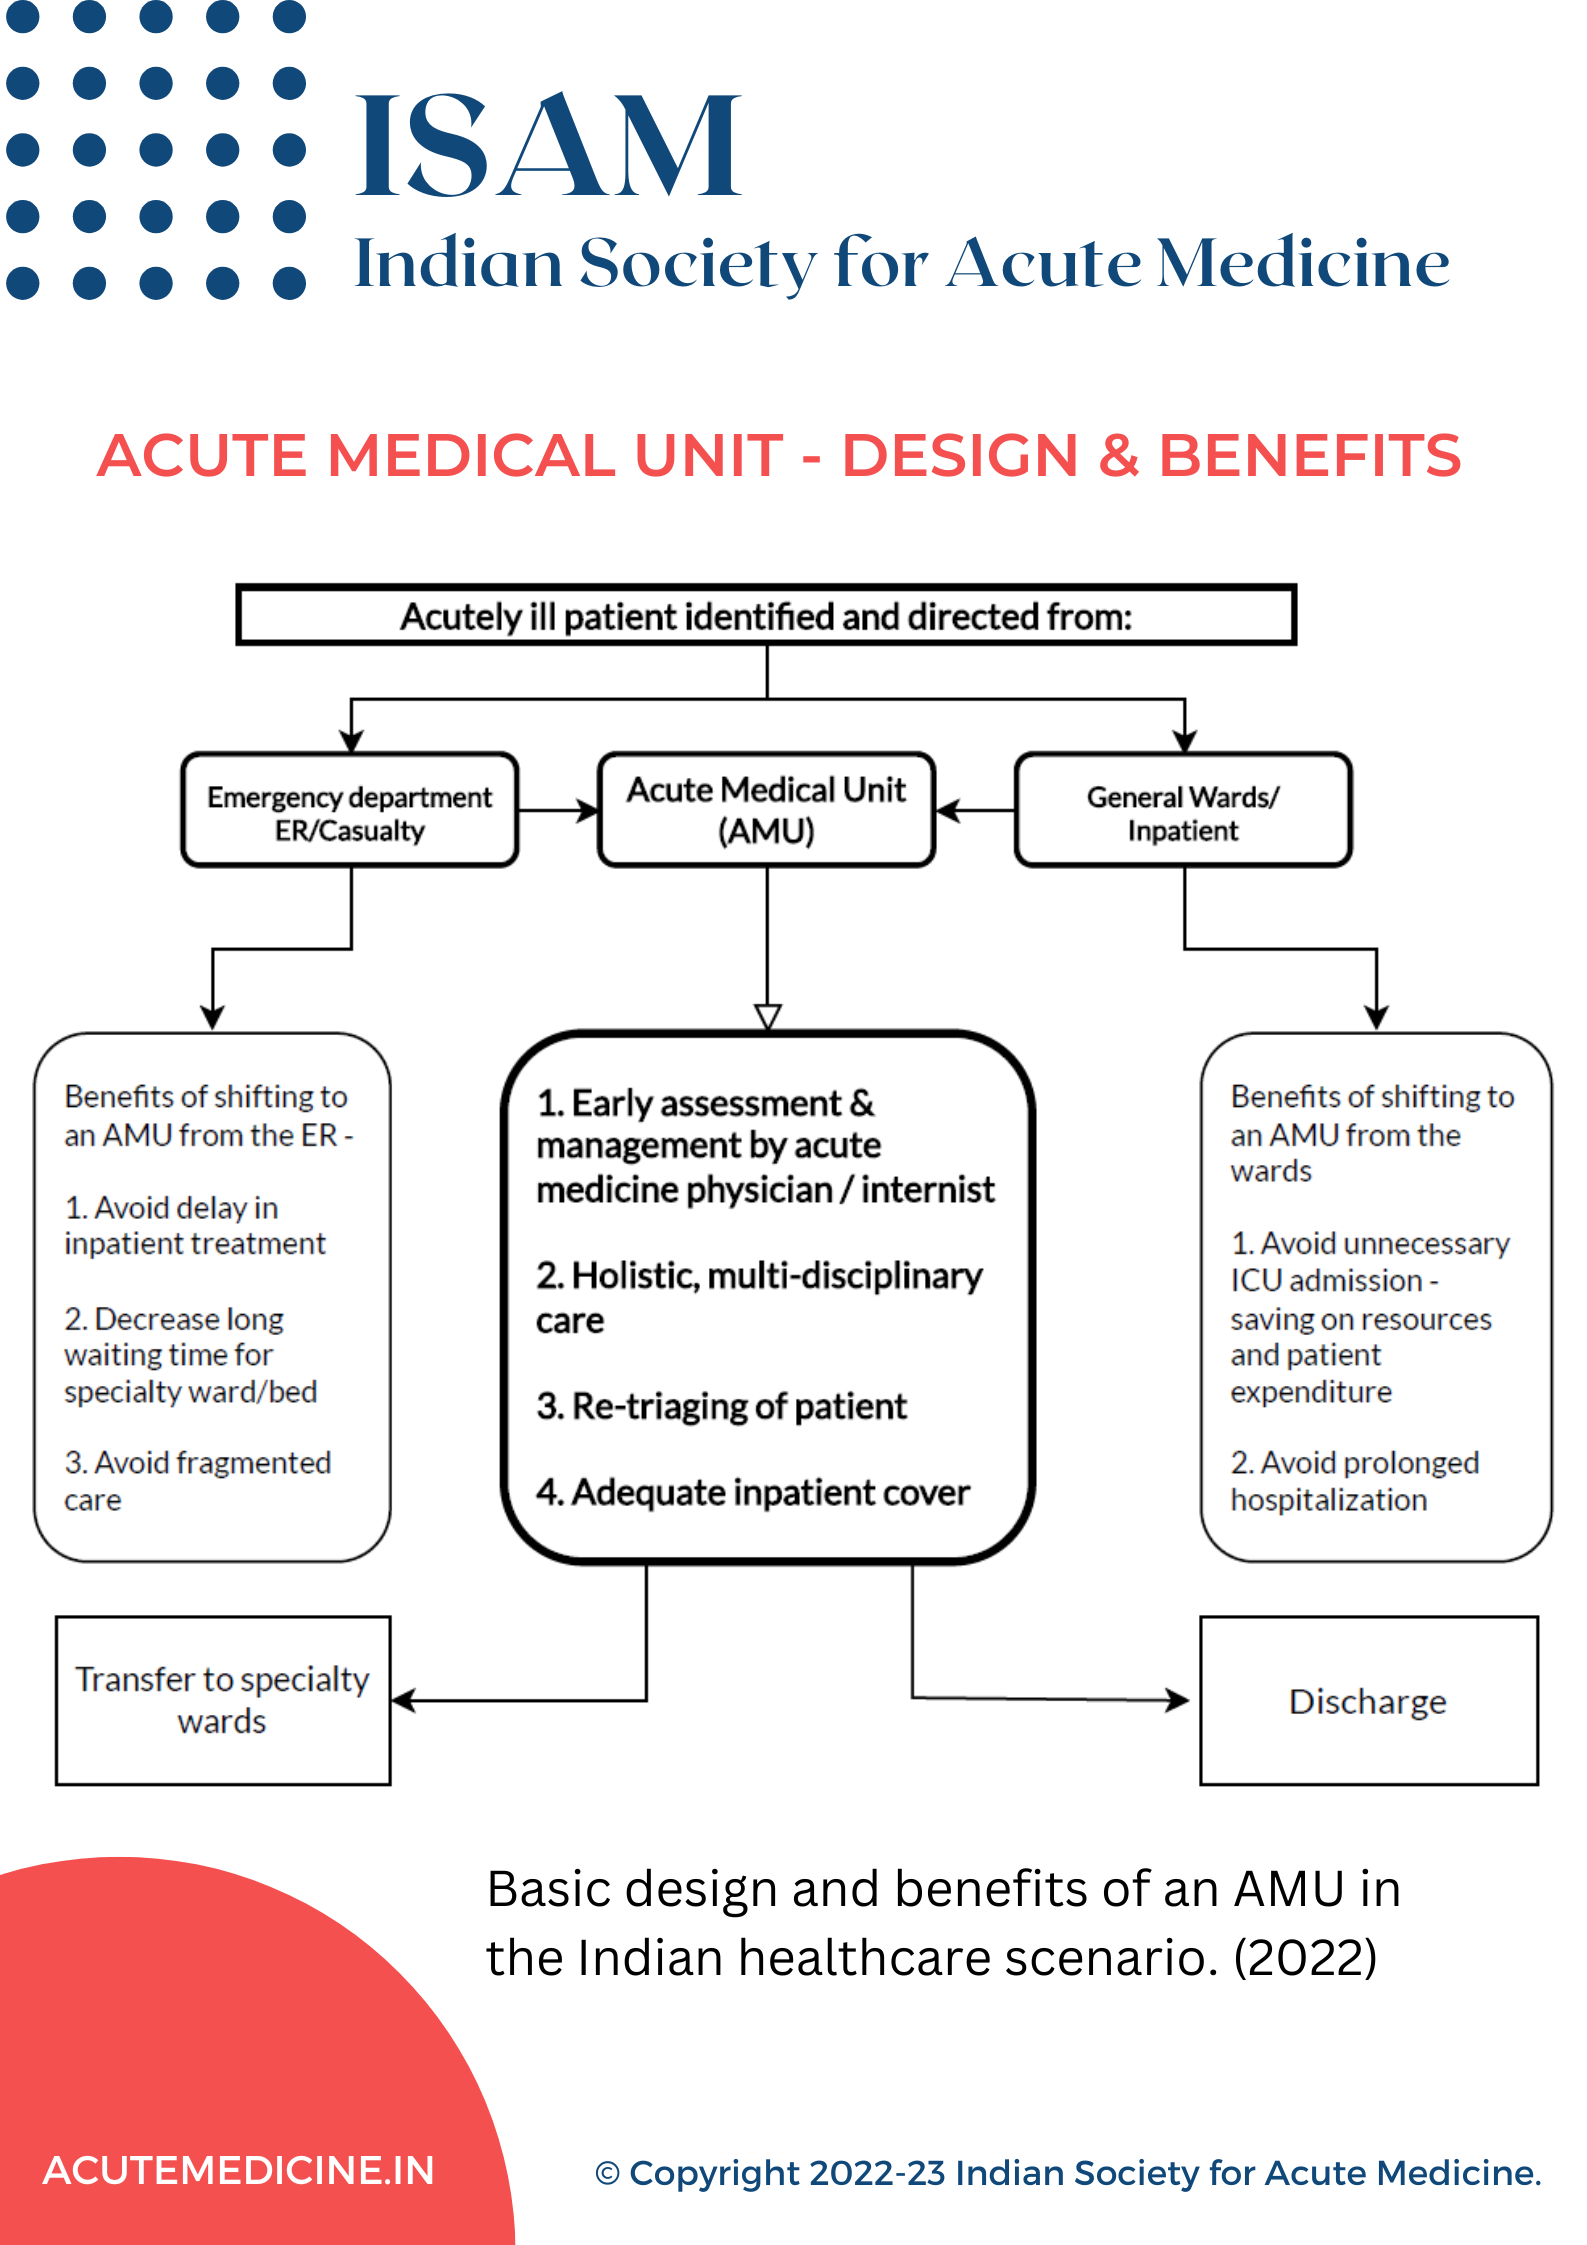 ISAM
Indian Society for Acute Medicine
ACUTE MEDICAL UNIT - DESIGN & BENEFITS
Acutely ill patient identified and directed from:
Emergency department
ER/Casualty
Acute Medical Unit
(AMU)
General Wards/
Inpatient
Benefits of shifting to
an AMU from the ER -
1. Avoid delay in
inpatient treatment
2. Decrease long
waiting time for
specialty ward/bed
3. Avoid fragmented
care
1. Early assessment &
management by acute
medicine physician / internist
2. Holistic, multi-disciplinary
care
3. Re-triaging of patient
4. Adequate inpatient cover
Benefits of shifting to
an AMU from the
wards
1. Avoid unnecessary
ICU admission -
saving on resources
and patient
expenditure
2. Avoid prolonged
hospitalization
Transfer to specialty
wards
Discharge
Basic design and benefits of an AMU in
the Indian healthcare scenario. (2022)
ACUTEMEDICINE.IN
© Copyright 2022-23 Indian Society for Acute Medicine.